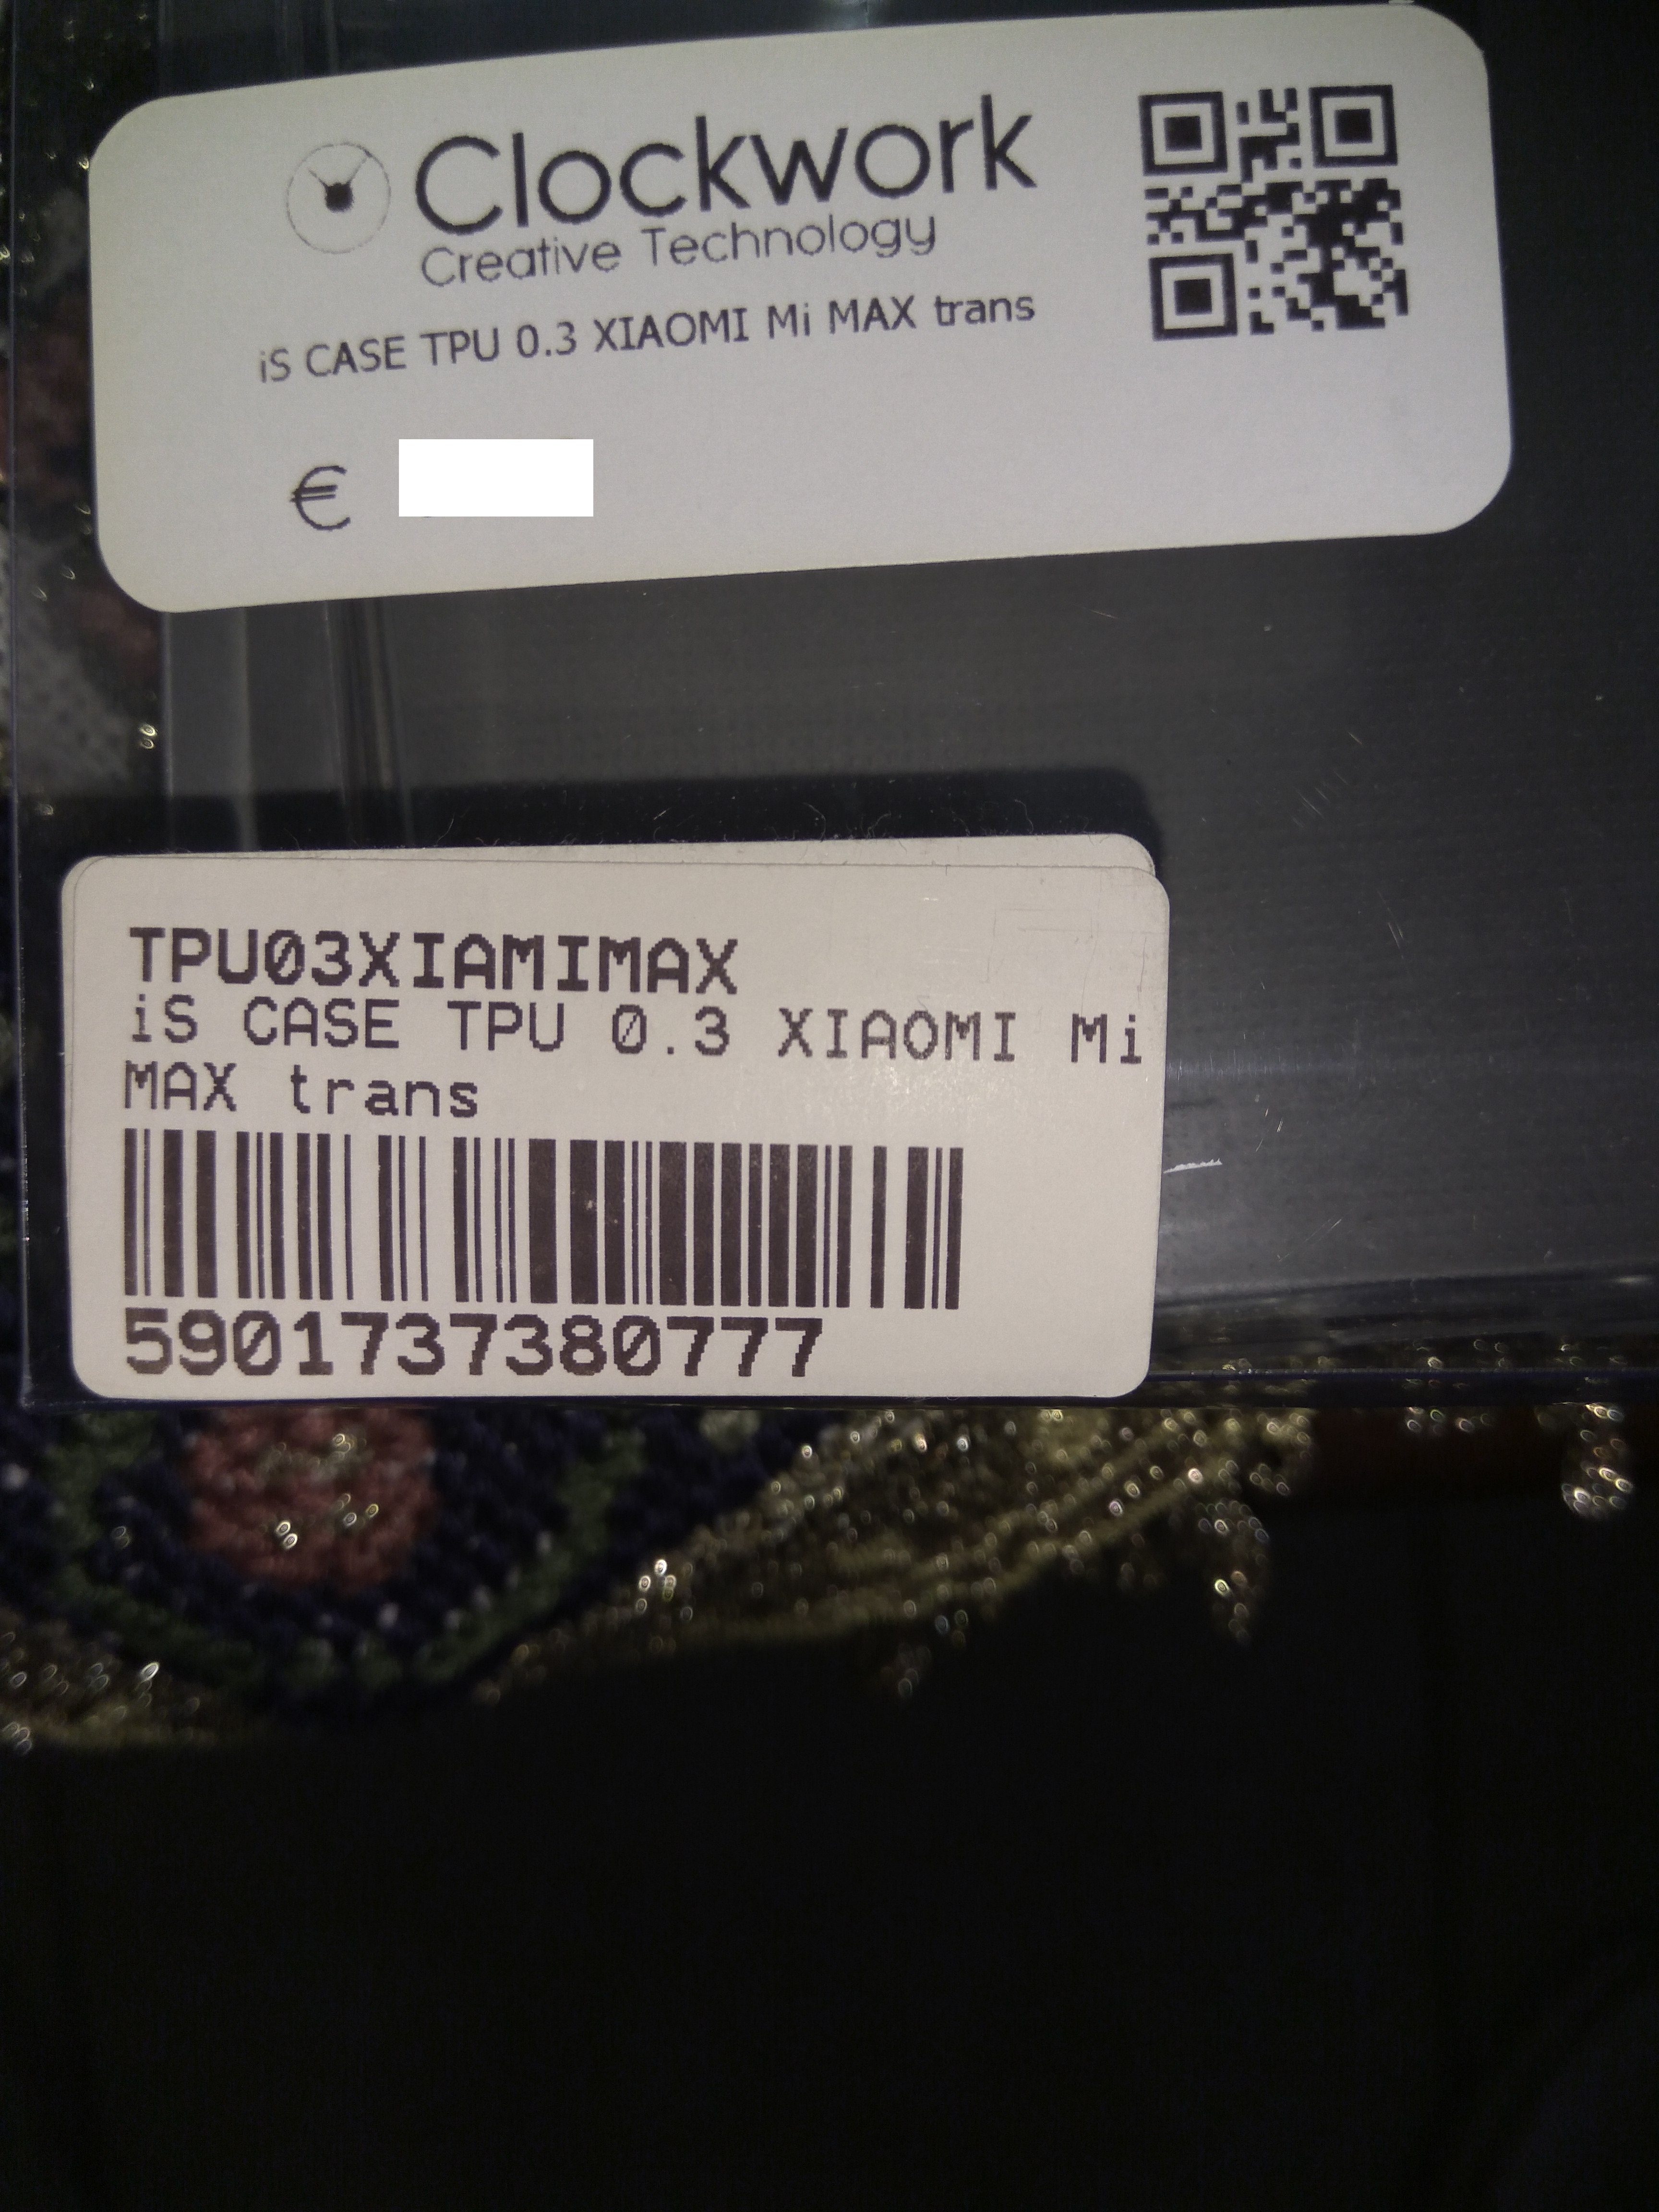 Clockwork
Creative Technology
iS CASE TPU 0.3 XIAOMI Mi MAX trans
€
TPU03XIAMIMAX
iS CASE TPU 0.3 XIAOMI Mi
MAX trans
5901737380777